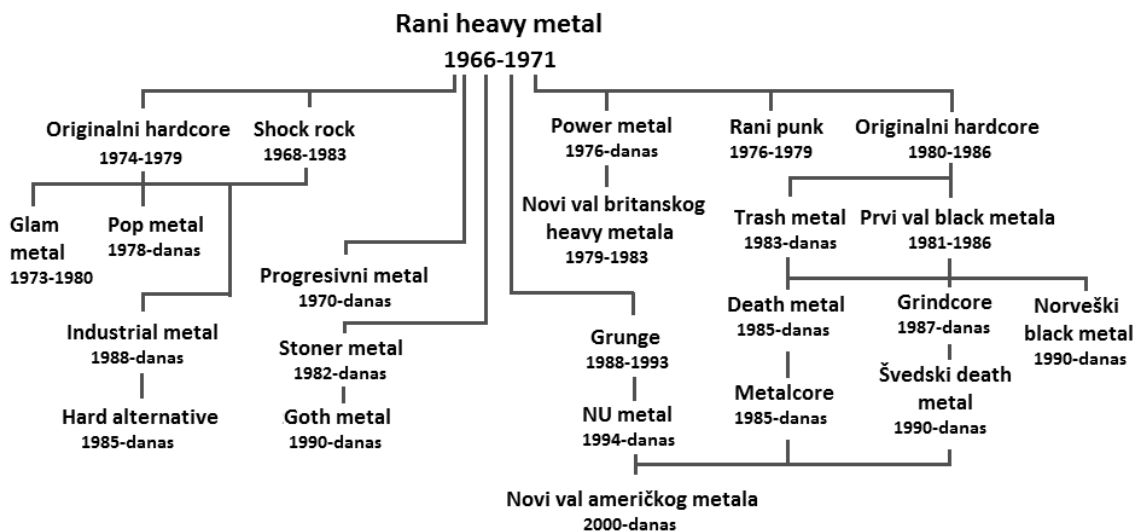 Rani heavy metal
1966-1971
Originalni hardcore
1974-1979
Shock rock
1968-1983
Power metal
1976-danas
Rani punk
1976-1979
Originalni hardcore
1980-1986
Glam
metal
1973-1980
Pop metal
1978-danas
Novi val britanskog
heavy metala
1979-1983
Trash metal
1983-danas
Prvi val black metala
1981-1986
Progresivni metal
1970-danas
Industrial metal
1988-danas
Stoner metal
1982-danas
Grunge
1988-1993
Death metal
1985-danas
Grindcore
1987-danas
Norveški
black metal
1990-danas
Hard alternative
1985-danas
Goth metal
1990-danas
NU metal
1994-danas
Metalcore
1985-danas
Švedski death
metal
1990-danas
Novi val američkog metala
2000-danas